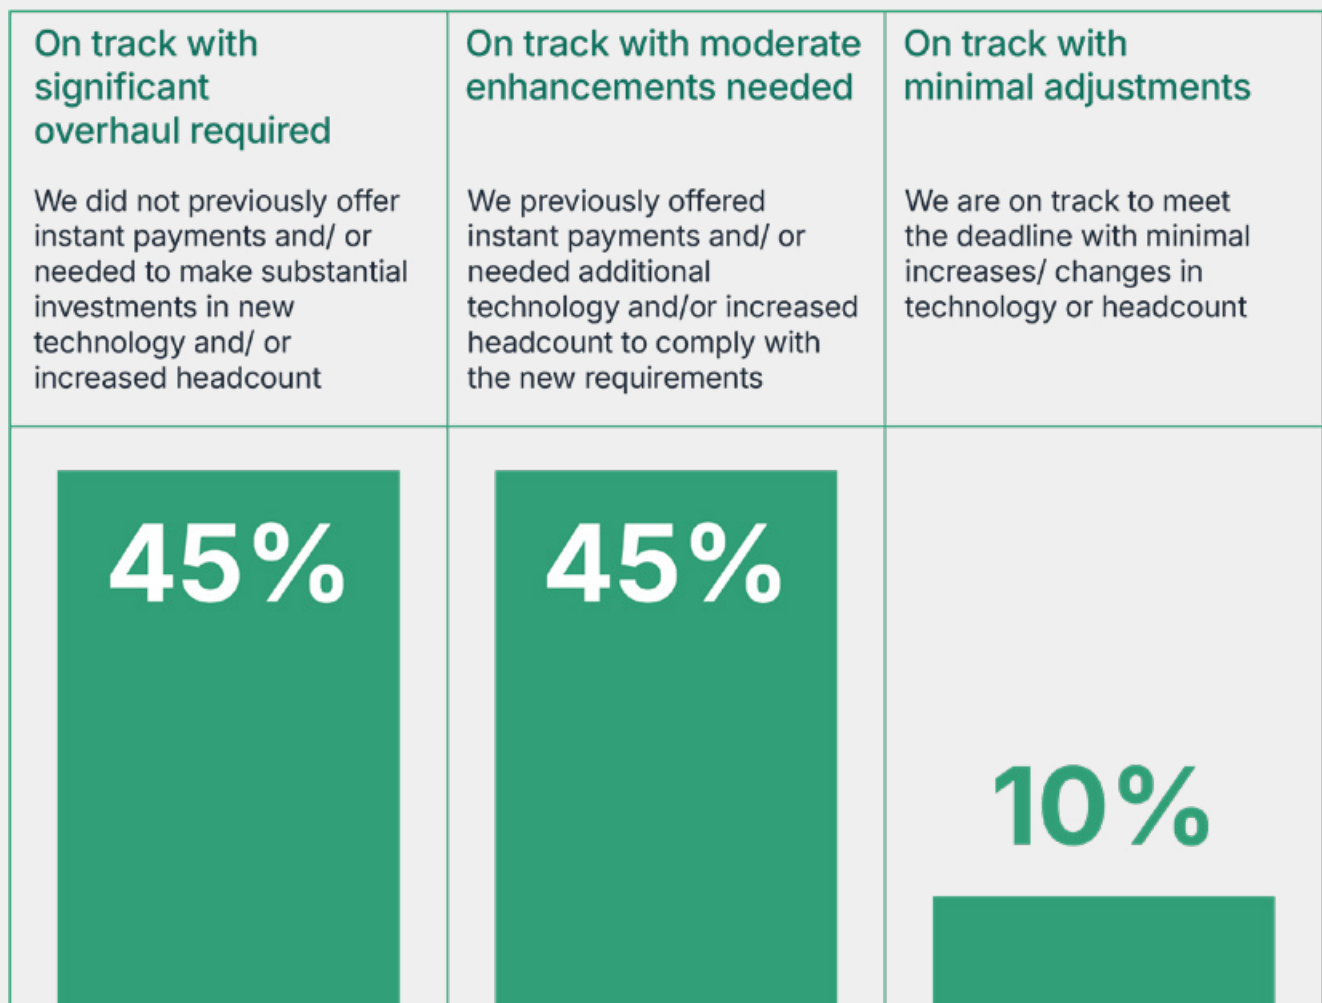 On track with
significant
overhaul required
We did not previously offer
instant payments and/ or
needed to make substantial
investments in new
technology and/ or
increased headcount
45%
On track with moderate
enhancements needed
We previously offered
instant payments and/ or
needed additional
technology and/or increased
headcount to comply with
the new requirements
45%
On track with
minimal adjustments
We are on track to meet
the deadline with minimal
increases/ changes in
technology or headcount
10%